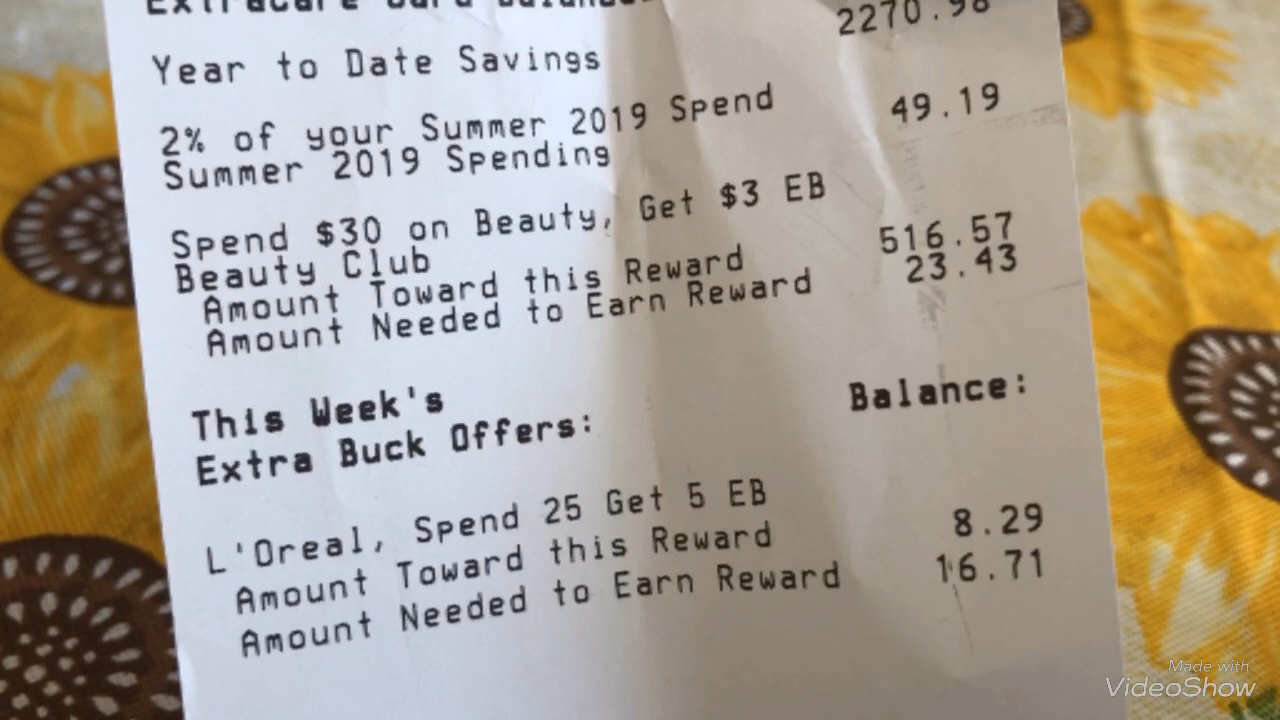 Extracare Card Balance
2270.98
Year to Date Savings
2% of your Summer 2019 Spend 49.19
Summer 2019 Spending
Spend $30 on Beauty, Get $3 EB
Beauty Club
Amount Toward this Reward 516.57
Amount Needed to Earn Reward 23.43
This Week's
Extra Buck Offers: Balance:
L'Oreal, Spend 25 Get 5 EB
Amount Toward this Reward 8.29
Amount Needed to Earn Reward 16.71
Made with
VideoShow